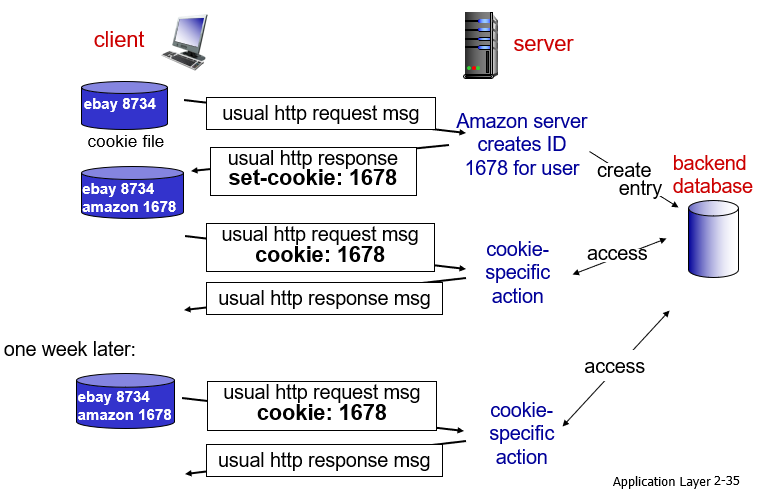 client
server
ebay 8734
usual http request msg
cookie file
Amazon server
creates ID
1678 for user
usual http response
set-cookie: 1678
create
entry
backend
database
ebay 8734
amazon 1678
usual http request msg
cookie: 1678
cookie-
specific
action
access
usual http response msg
one week later:
access
ebay 8734
amazon 1678
usual http request msg
cookie: 1678
cookie-
specific
action
usual http response msg
Application Layer 2-35